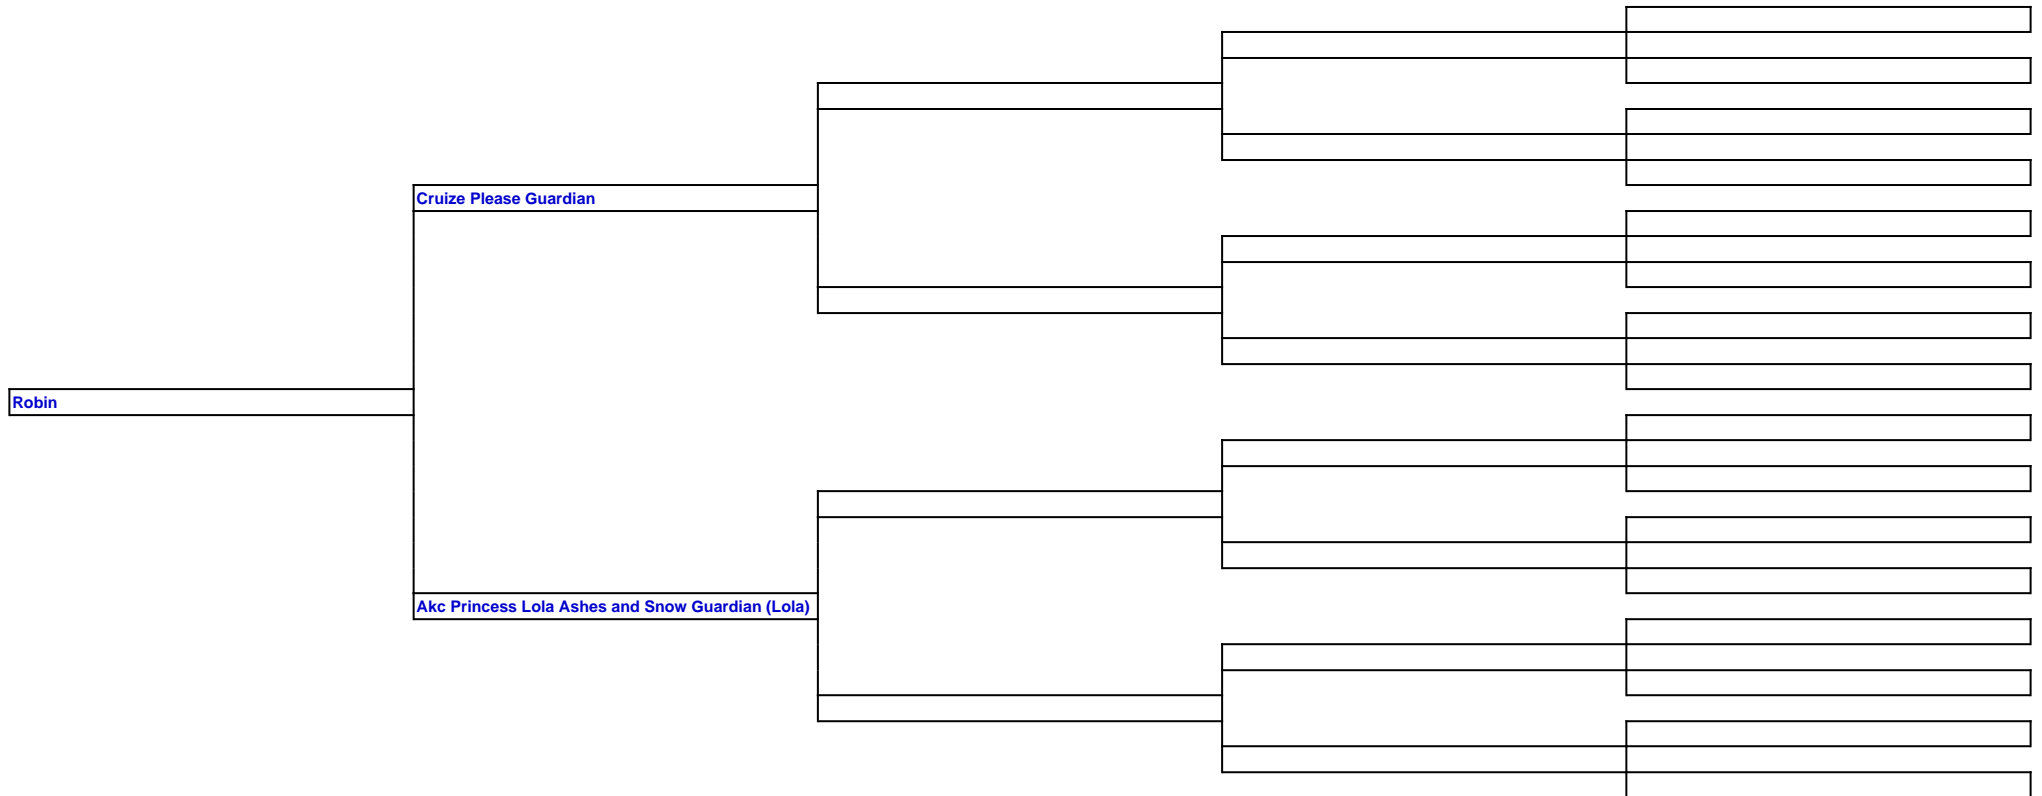 Cruize Please Guardian
Robin
Akc Princess Lola Ashes and Snow Guardian (Lola)